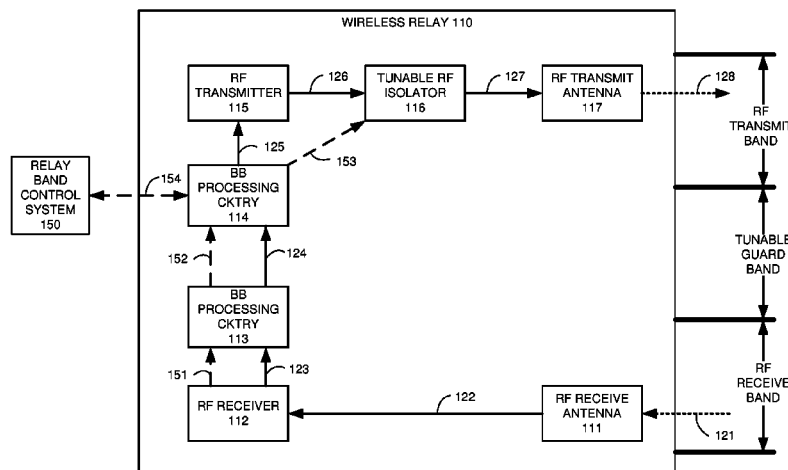 WIRELESS RELAY 110
RF
TRANSMITTER
115
126
TUNABLE RF
ISOLATOR
116
127
RF TRANSMIT
ANTENNA
117
128
RF
TRANSMIT
BAND
125
153
RELAY
BAND
CONTROL
SYSTEM
150
154
BB
PROCESSING
CKTRY
114
TUNABLE
GUARD
BAND
152
124
BB
PROCESSING
CKTRY
113
151
123
RF RECEIVER
112
122
RF RECEIVE
ANTENNA
111
121
RF
RECEIVE
BAND